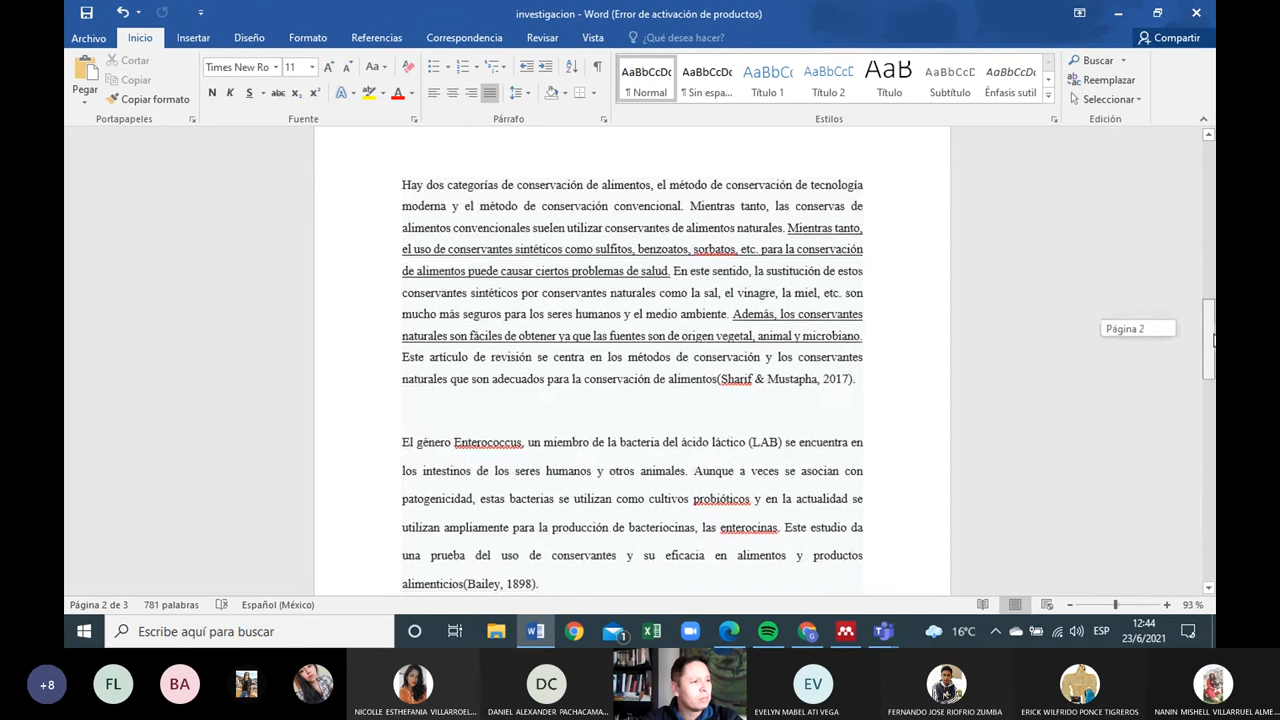 investigacion - Word (Error de activación de productos)
Archivo Inicio Insertar Diseño Formato Referencias Correspondencia Revisar Vista ¿Qué desea hacer? Compartir
Pegar
Cortar
Copiar
Copiar formato
Portapapeles
Times New Ro 11
Aa
N K S abc x₂ x²
Fuente
Párrafo
AaBbCcDc AaBbCcDc AaBbCcD AaBbCcD AaB AaBbCcD AaBbCcDc
¶ Normal ¶ Sin espa... Título 1 Título 2 Título Subtítulo Énfasis sutil
Estilos
Buscar
Reemplazar
Seleccionar
Edición
Hay dos categorías de conservación de alimentos, el método de conservación de tecnología
moderna y el método de conservación convencional. Mientras tanto, las conservas de
alimentos convencionales suelen utilizar conservantes de alimentos naturales. Mientras tanto,
el uso de conservantes sintéticos como sulfitos, benzoatos, sorbatos, etc. para la conservación
de alimentos puede causar ciertos problemas de salud. En este sentido, la sustitución de estos
conservantes sintéticos por conservantes naturales como la sal, el vinagre, la miel, etc. son
mucho más seguros para los seres humanos y el medio ambiente. Además, los conservantes
naturales son fáciles de obtener ya que las fuentes son de origen vegetal, animal y microbiano.
Este artículo de revisión se centra en los métodos de conservación y los conservantes
naturales que son adecuados para la conservación de alimentos(Sharif & Mustapha, 2017).
Página 2
El género Enterococcus, un miembro de la bacteria del ácido láctico (LAB) se encuentra en
los intestinos de los seres humanos y otros animales. Aunque a veces se asocian con
patogenicidad, estas bacterias se utilizan como cultivos probióticos y en la actualidad se
utilizan ampliamente para la producción de bacteriocinas, las enterocinas. Este estudio da
una prueba del uso de conservantes y su eficacia en alimentos y productos
alimenticios(Bailey, 1898).
Página 2 de 3 781 palabras Español (México) 93 %
Escribe aquí para buscar
1
16°C
ESP
12:44
23/6/2021
+8
FL
BA
NICOLLE ESTHEFANIA VILLARROEL...
DC
DANIEL ALEXANDER PACHACAMA...
EV
EVELYN MABEL ATI VEGA
FERNANDO JOSE RIOFRIO ZUMBA
ERICK WILFRIDO PONCE TIGREROS
NANIN MISHELL VILLARRUEL ALME...